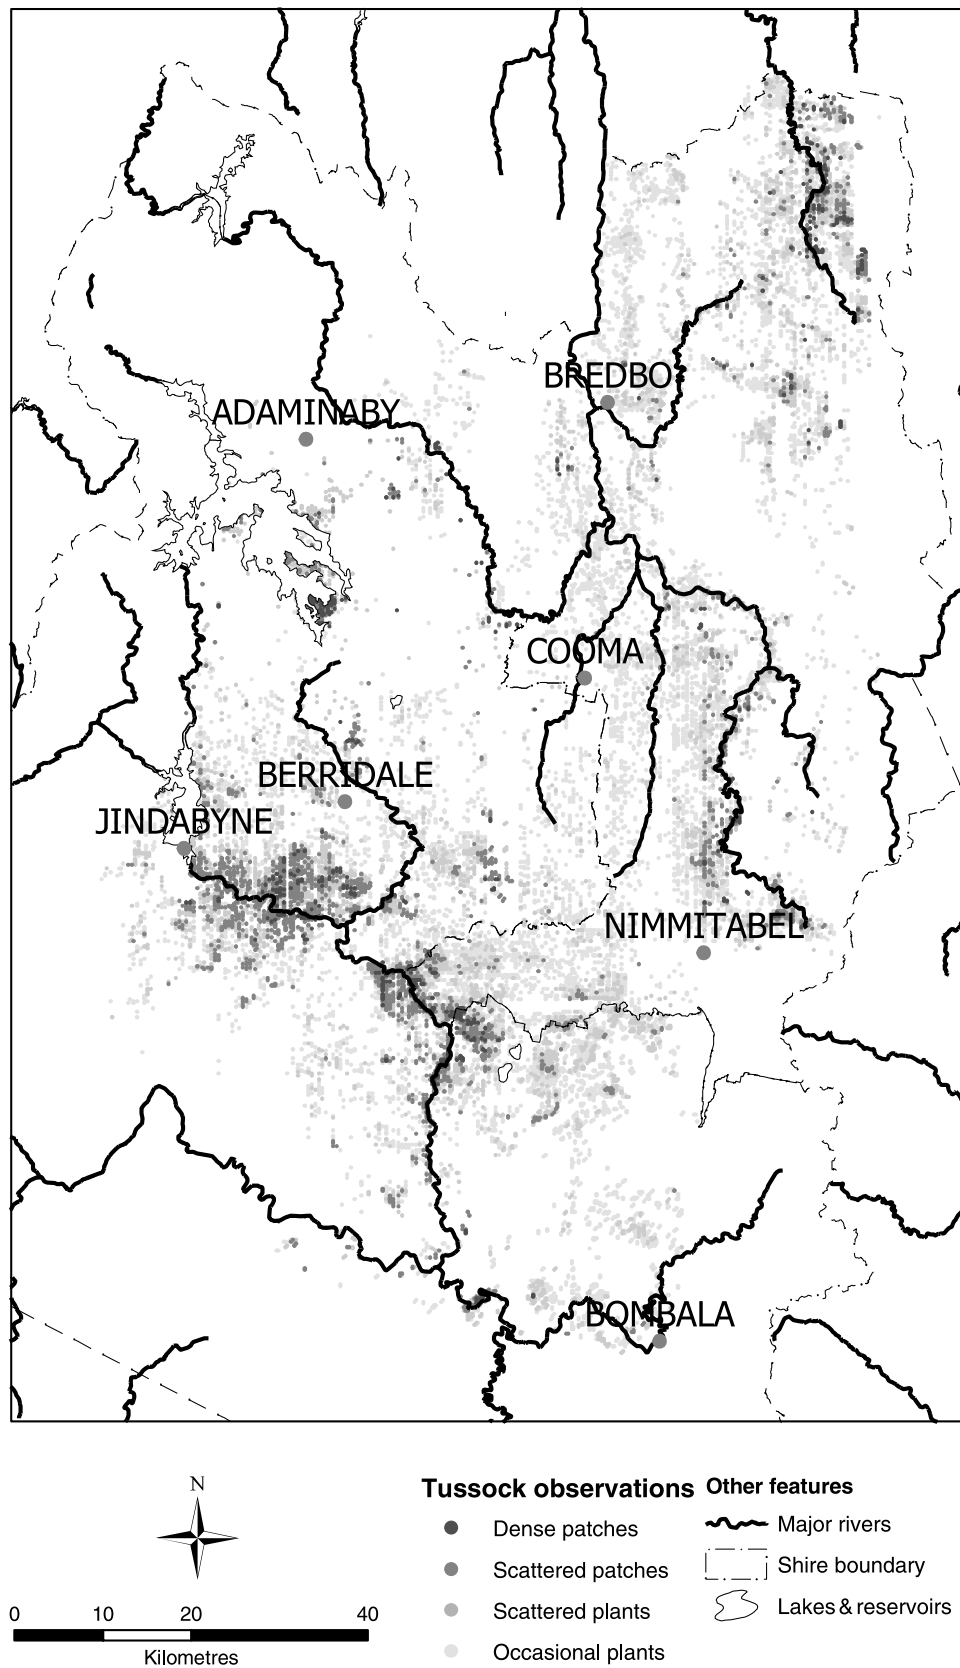 BREDBO
ADAMINABY
COOMA
BERRIDALE
JINDABYNE
NIMMITABEL
BOMBALA
N
0 10 20 40
Kilometres
Tussock observations
Dense patches
Scattered patches
Scattered plants
Occasional plants
Other features
Major rivers
Shire boundary
Lakes & reservoirs